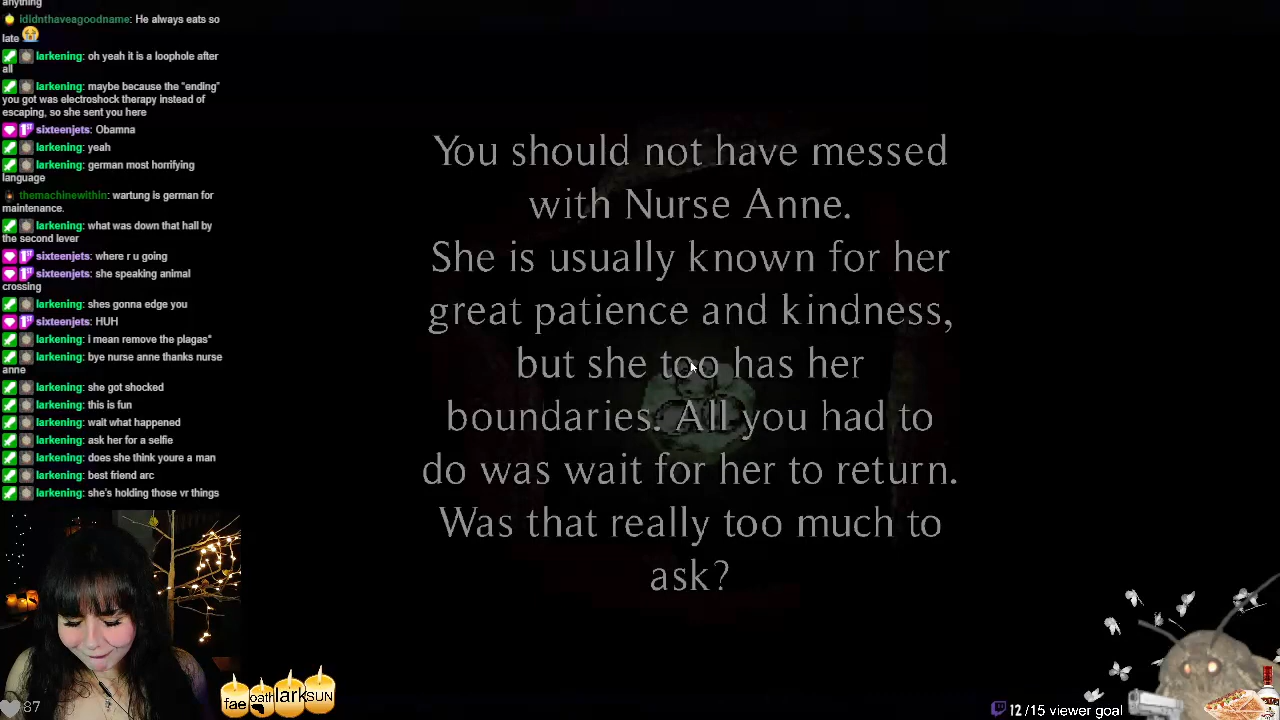 anything
ididnthaveagoodname: He always eats so
late
larkening: oh yeah it is a loophole after
all
larkening: maybe because the "ending"
you got was electroshock therapy instead of
escaping, so she sent you here
sixteenjets: Obamna
larkening: yeah
larkening: german most horrifying
language
themachinewithin: wartung is german for
maintenance.
larkening: what was down that hall by
the second lever
sixteenjets: where r u going
sixteenjets: she speaking animal
crossing
larkening: shes gonna edge you
sixteenjets: HUH
larkening: i mean remove the plagas*
larkening: bye nurse anne thanks nurse
anne
larkening: she got shocked
larkening: this is fun
larkening: wait what happened
larkening: ask her for a selfie
larkening: does she think youre a man
larkening: best friend arc
larkening: she's holding those vr things
You should not have messed
with Nurse Anne.
She is usually known for her
great patience and kindness,
but she too has her
boundaries. All you had to
do was wait for her to return.
Was that really too much to
ask?
87
fae
oath
lark
SUN
12 /15 viewer goal